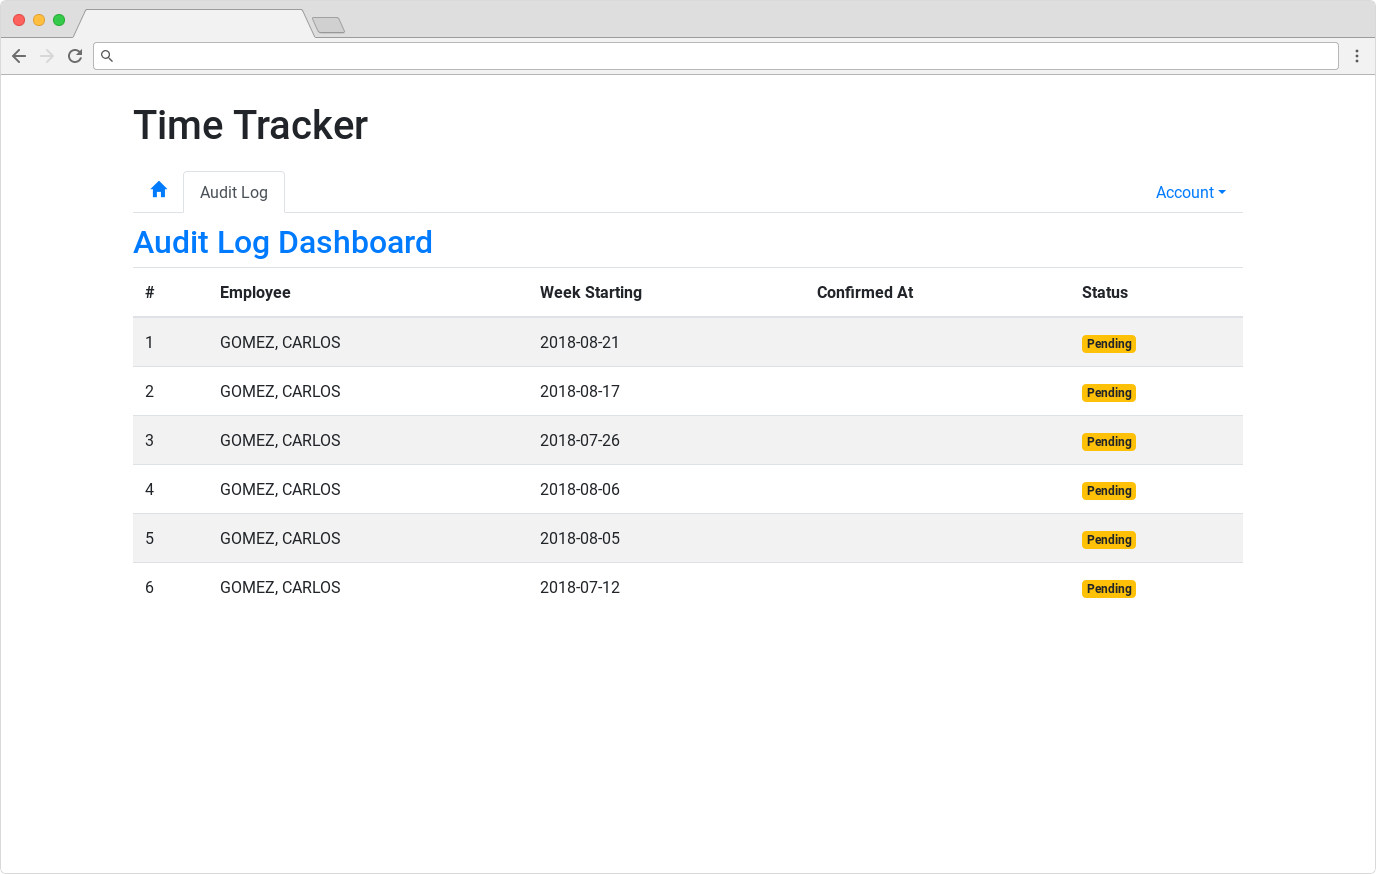 Time Tracker
Audit Log Account
Audit Log Dashboard
# Employee Week Starting Confirmed At Status
1 GOMEZ, CARLOS 2018-08-21 Pending
2 GOMEZ, CARLOS 2018-08-17 Pending
3 GOMEZ, CARLOS 2018-07-26 Pending
4 GOMEZ, CARLOS 2018-08-06 Pending
5 GOMEZ, CARLOS 2018-08-05 Pending
6 GOMEZ, CARLOS 2018-07-12 Pending